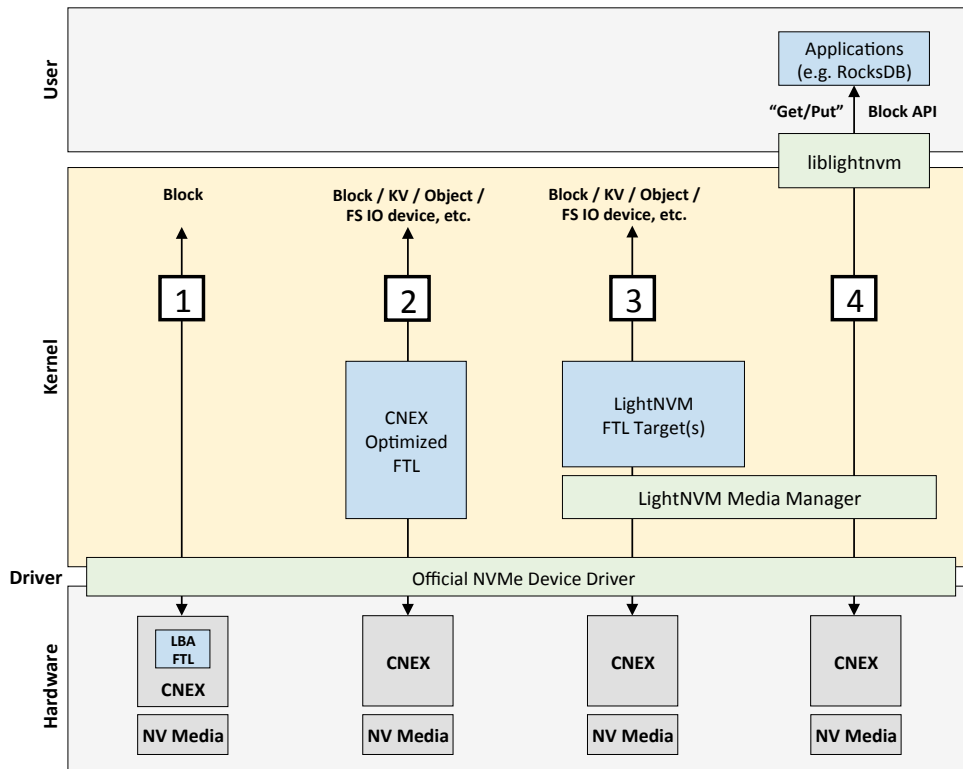 User
Applications
(e.g. RocksDB)
“Get/Put” Block API
liblightnvm
Kernel
Block
Block / KV / Object /
FS IO device, etc.
Block / KV / Object /
FS IO device, etc.
1
2
3
4
CNEX
Optimized
FTL
LightNVM
FTL Target(s)
LightNVM Media Manager
Driver
Official NVMe Device Driver
Hardware
LBA
FTL
CNEX
CNEX
CNEX
CNEX
NV Media
NV Media
NV Media
NV Media